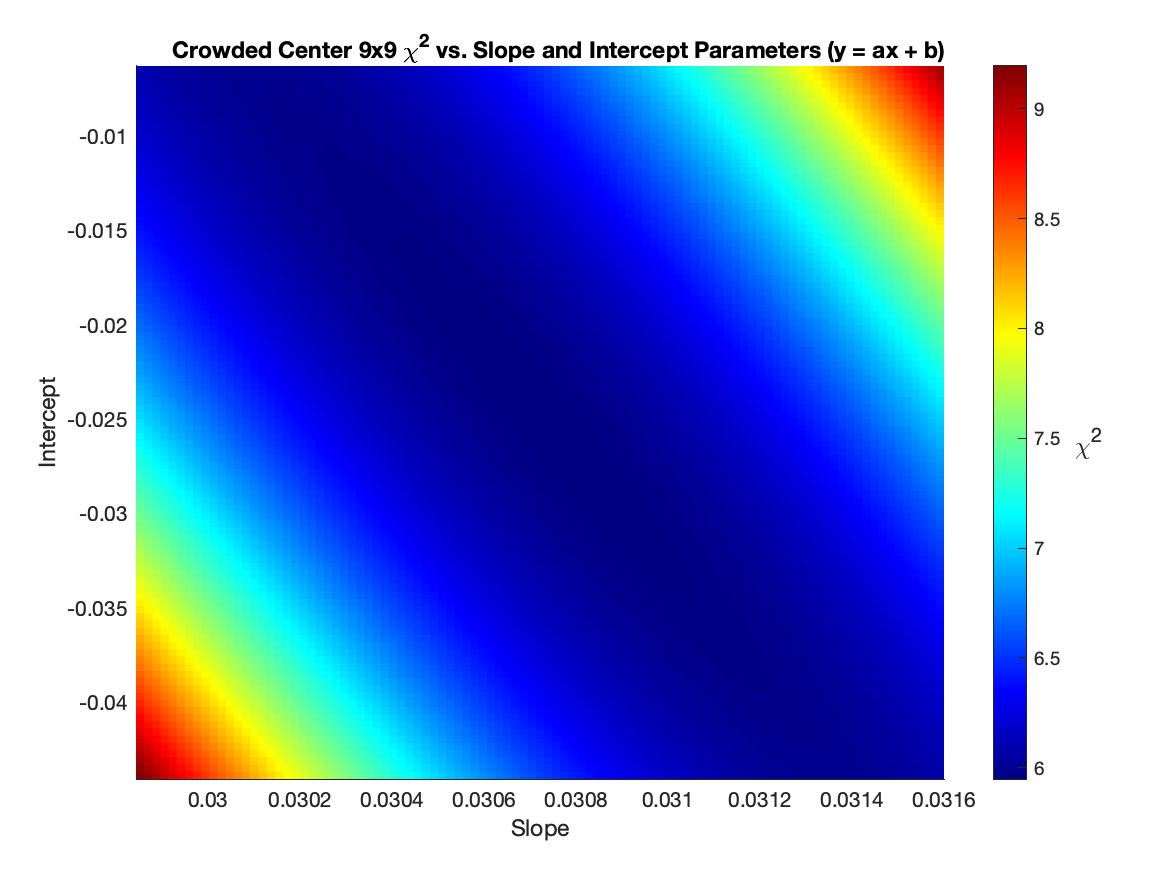 Crowded Center 9x9 χ² vs. Slope and Intercept Parameters (y = ax + b)
-0.01
-0.015
-0.02
-0.025
-0.03
-0.035
-0.04
Intercept
0.03 0.0302 0.0304 0.0306 0.0308 0.031 0.0312 0.0314 0.0316
Slope
9
8.5
8
7.5
7
6.5
6
χ²